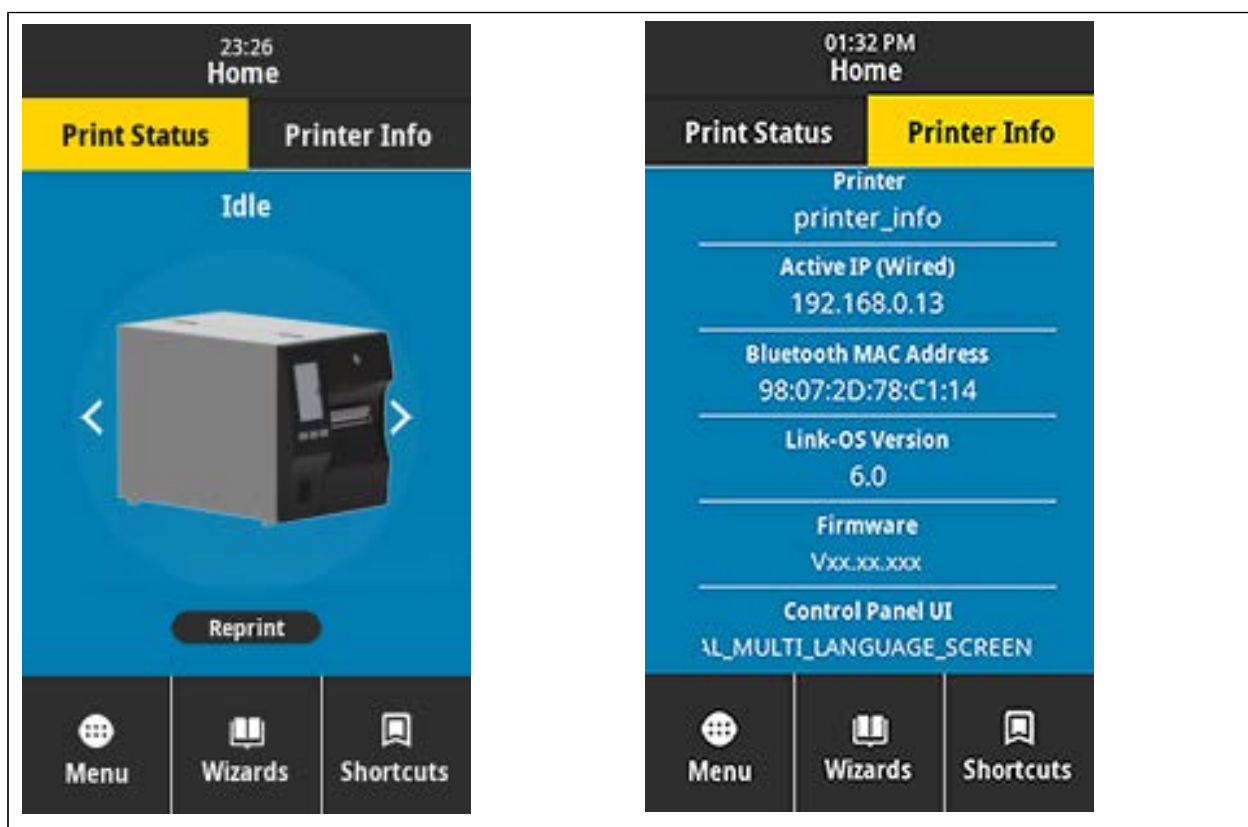 23:26
Home
Print Status
Printer Info
Idle
Reprint
Menu
Wizards
Shortcuts
01:32 PM
Home
Print Status
Printer Info
Printer
printer_info
Active IP (Wired)
192.168.0.13
Bluetooth MAC Address
98:07:2D:78:C1:14
Link-OS Version
6.0
Firmware
Vxx.xx.xxx
Control Panel UI
AL_MULTI_LANGUAGE_SCREEN
Menu
Wizards
Shortcuts